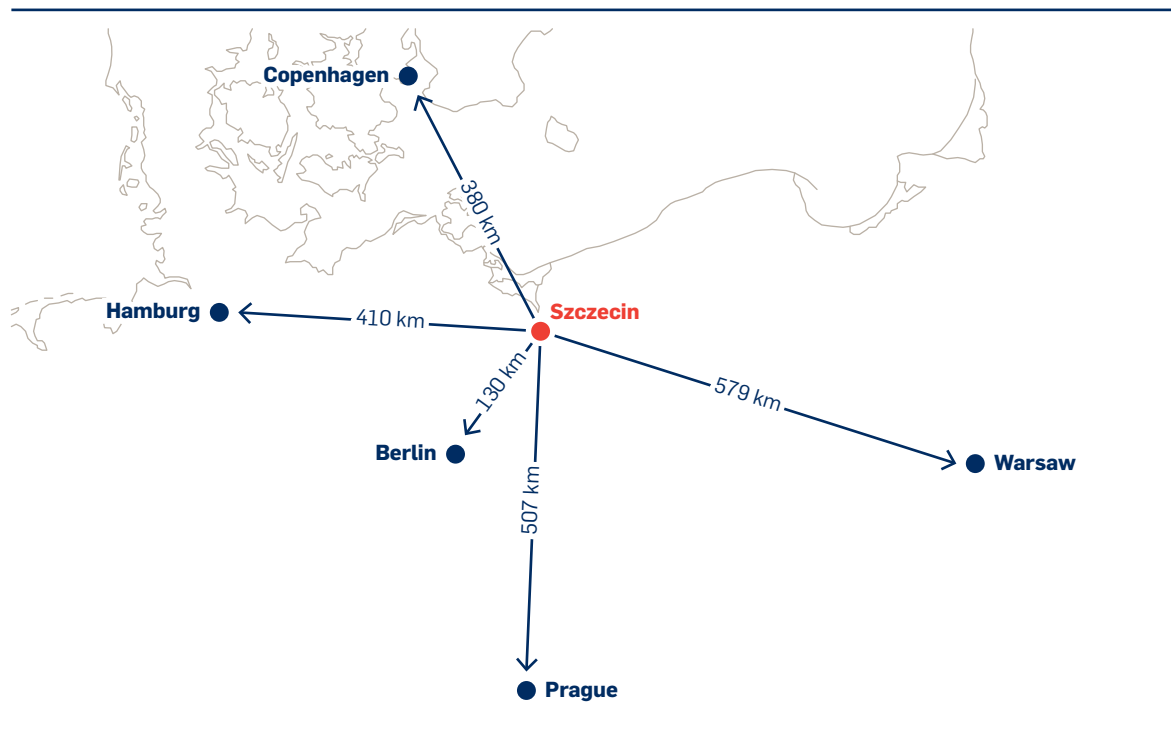 Copenhagen
380 km
Szczecin
Hamburg
410 km
130 km
579 km
Berlin
Warsaw
507 km
Prague